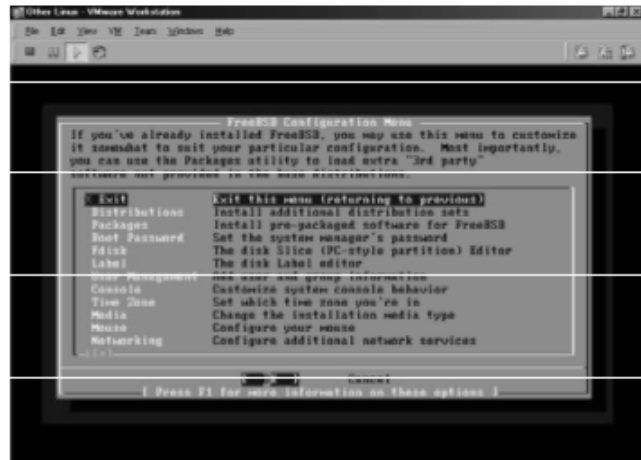 Other Linux - VMware Workstation
File Edit View VM Team Windows Help
FreeBSD Configuration Menu
If you've already installed FreeBSD, you may use this menu to customize
it somewhat to suit your particular configuration. Most importantly,
you can use the Packages utility to load extra "3rd party"
software not provided in the base distributions.
X Exit Exit this menu (returning to previous)
Distributions Install additional distribution sets
Packages Install pre-packaged software for FreeBSD
Root Password Set the system manager's password
Fdisk The disk Slice (PC-style partition) Editor
Label The disk Label editor
User Management Add user and group information
Console Customize system console behavior
Time Zone Set which time zone you're in
Media Change the installation media type
Mouse Configure your mouse
Networking Configure additional network services
Cancel
[ Press F1 for more information on these options ]